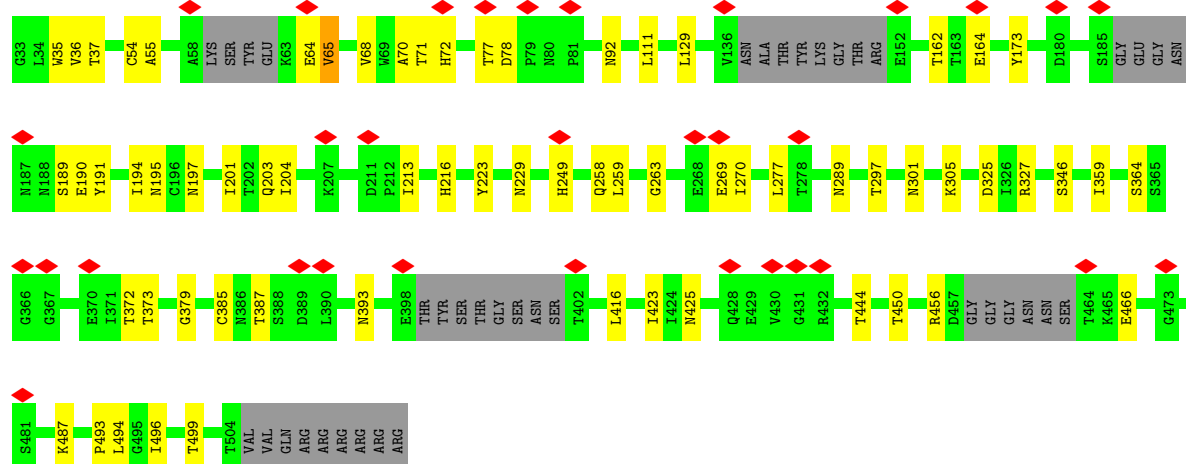 G33 L34 W35 V36 T37 C54 A55 A58 LYS SER TYR GLU K63 E64 V65 V68 W69 A70 T71 H72 T77 D78 P79 N80 P81 N92 L111 L129 V136 ASN ALA THR TYR LYS GLY THR ARG E152 T162 T163 E164 Y173 D180 S185 GLY GLU GLY ASN
N187 N188 S189 E190 Y191 I194 N195 C196 N197 I201 T202 Q203 I204 K207 D211 P212 I213 H216 Y223 N229 H249 Q258 L259 G263 E268 E269 I270 L277 T278 N289 T297 N301 K305 D325 I326 R327 S346 I359 S364 S365
G366 G367 E370 I371 T372 T373 G379 C385 N386 T387 S388 D389 L390 N393 E398 THR TYR SER THR GLY SER ASN SER T402 L416 I423 I424 N425 Q428 E429 V430 G431 R432 T444 T450 R456 D457 GLY GLY GLY ASN ASN SER T464 K465 E466 G473
S481 K487 P493 L494 G495 I496 T499 T504 VAL VAL GLN ARG ARG ARG ARG ARG ARG